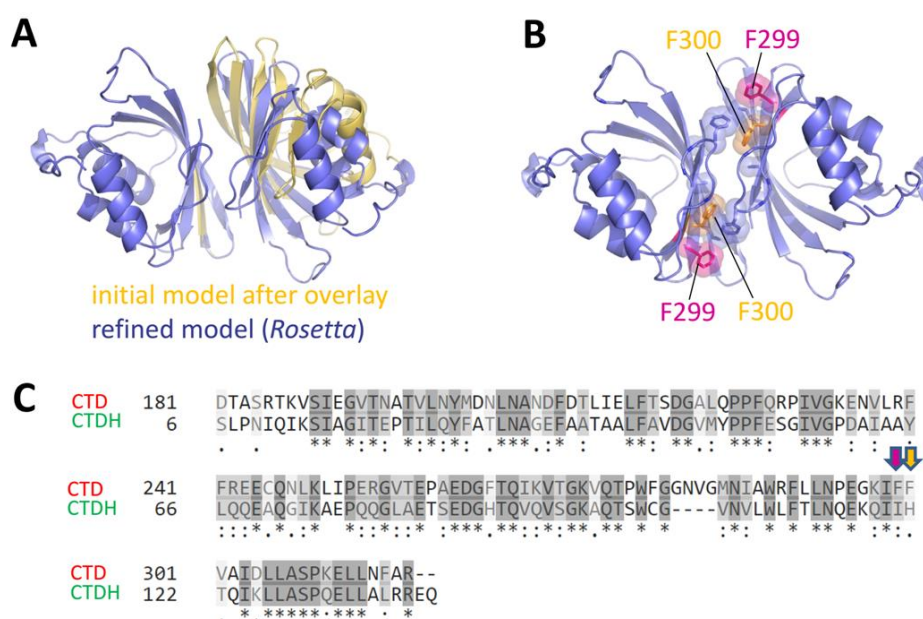 A
B
F300 F299
initial model after overlay
refined model (Rosetta)
F299 F300
C
CTD 181 DTASRTKVSIEGVTNATVLNYMDNLNANDFDTLIELFTSDGALQPPFQRPIVGKENVLRF
CTDH 6 SLPNIQIKSIAGITEPTILQYFATLNAGEFAATAALFAVDGVMYPPFESGIVGPDAIAAY
CTD 241 FREECQNLKLIPERGVTEPAEDGFTQIKVTGKVQTPWFGGNVGMNIAWRFLLNPEGKIFF
CTDH 66 LQQEAQGIKAEPQQGLAETSEDGHTQVQVSGKAQTSWCG----VNVLWLFTLNQEKQIIH
CTD 301 VAIDLLASPKELLNFAR--
CTDH 122 TQIKLLASPQELLALRREQ